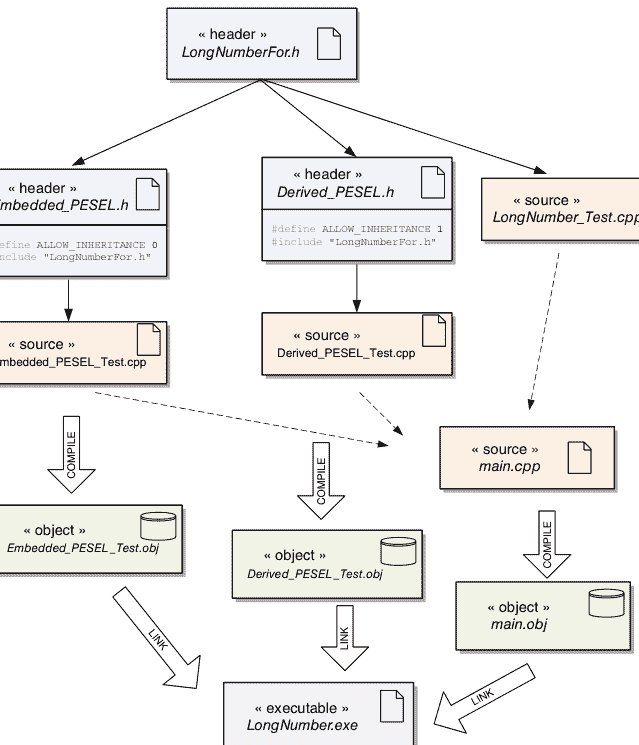 « header »
LongNumberFor.h
« header »
mbedded_PESEL.h
efine ALLOW_INHERITANCE 0
nclude "LongNumberFor.h"
« header »
Derived_PESEL.h
#define ALLOW_INHERITANCE 1
#include "LongNumberFor.h"
« source »
LongNumber_Test.cpp
« source »
mbedded_PESEL_Test.cpp
« source »
Derived_PESEL_Test.cpp
« source »
main.cpp
COMPILE
COMPILE
COMPILE
« object »
Embedded_PESEL_Test.obj
« object »
Derived_PESEL_Test.obj
« object »
main.obj
LINK
LINK
LINK
« executable »
LongNumber.exe